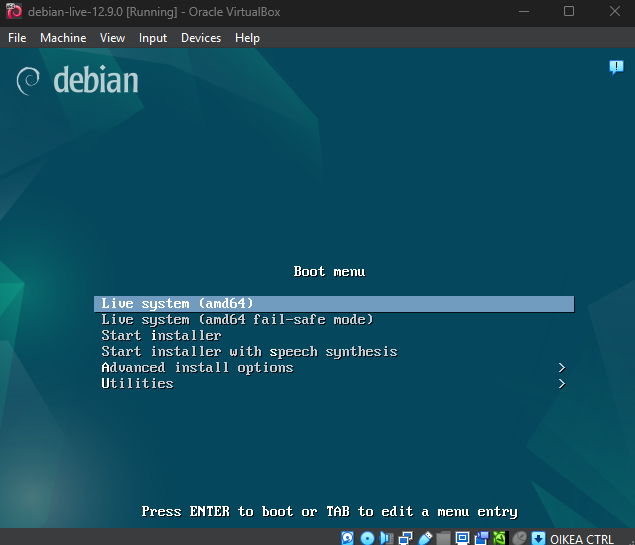 debian-live-12.9.0 [Running] - Oracle VirtualBox
File Machine View Input Devices Help
debian
Boot menu
Live system (amd64)
Live system (amd64 fail-safe mode)
Start installer
Start installer with speech synthesis
Advanced install options >
Utilities >
Press ENTER to boot or TAB to edit a menu entry
OIKEA CTRL